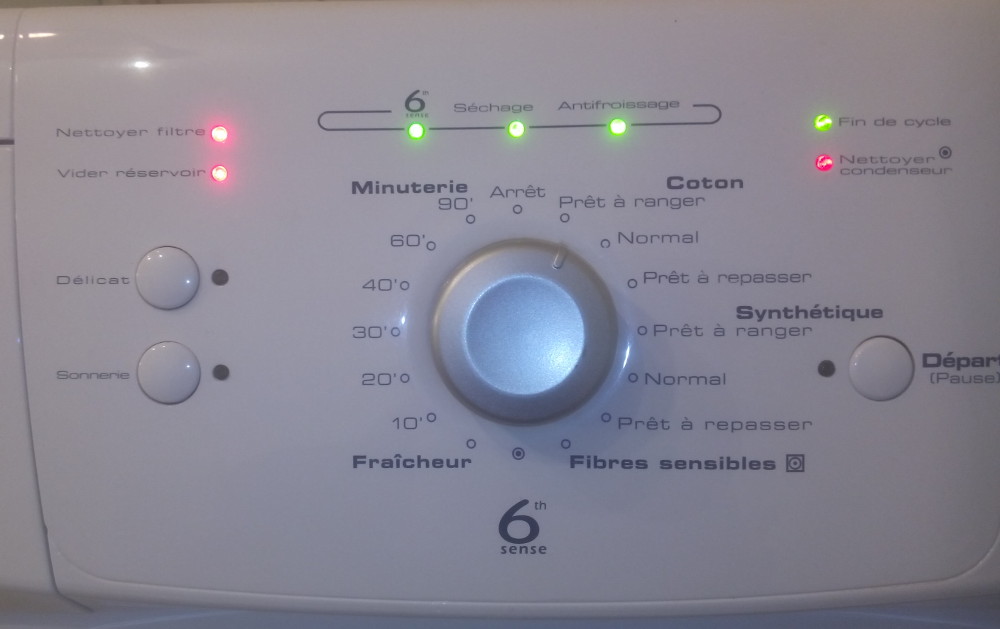 6th
sense
Séchage
Antifroissage
Nettoyer filtre
Vider réservoir
Fin de cycle
Nettoyer
condenseur
Minuterie
Arrêt
Coton
90'
Prêt à ranger
60'
Normal
40'
Prêt à repasser
Synthétique
30'
Prêt à ranger
20'
Normal
10'
Prêt à repasser
Fraîcheur
Fibres sensibles
Délicat
Sonnerie
Départ
(Pause)
6th
sense